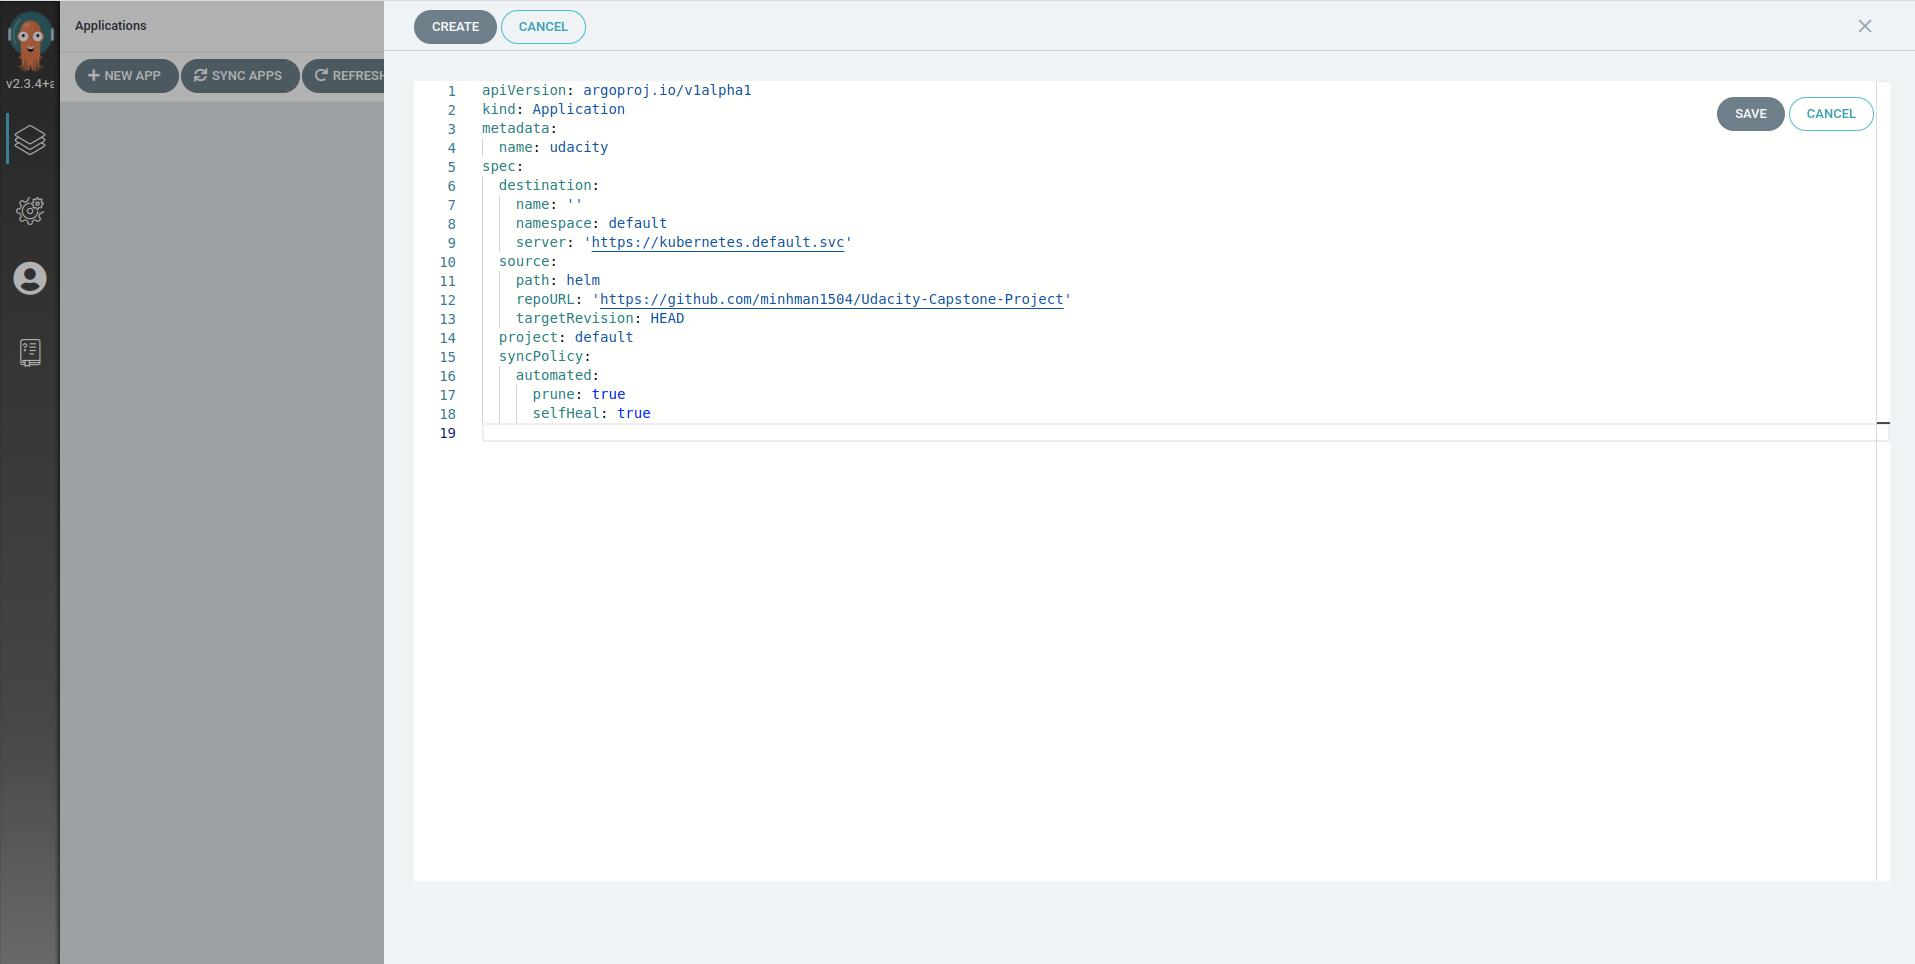 v2.3.4+a
Applications
NEW APP
SYNC APPS
REFRESH
CREATE
CANCEL
SAVE
CANCEL
1 apiVersion: argoproj.io/v1alpha1
2 kind: Application
3 metadata:
4   name: udacity
5 spec:
6   destination:
7     name: ''
8     namespace: default
9     server: 'https://kubernetes.default.svc'
10   source:
11     path: helm
12     repoURL: 'https://github.com/minhman1504/Udacity-Capstone-Project'
13     targetRevision: HEAD
14   project: default
15   syncPolicy:
16     automated:
17       prune: true
18       selfHeal: true
19